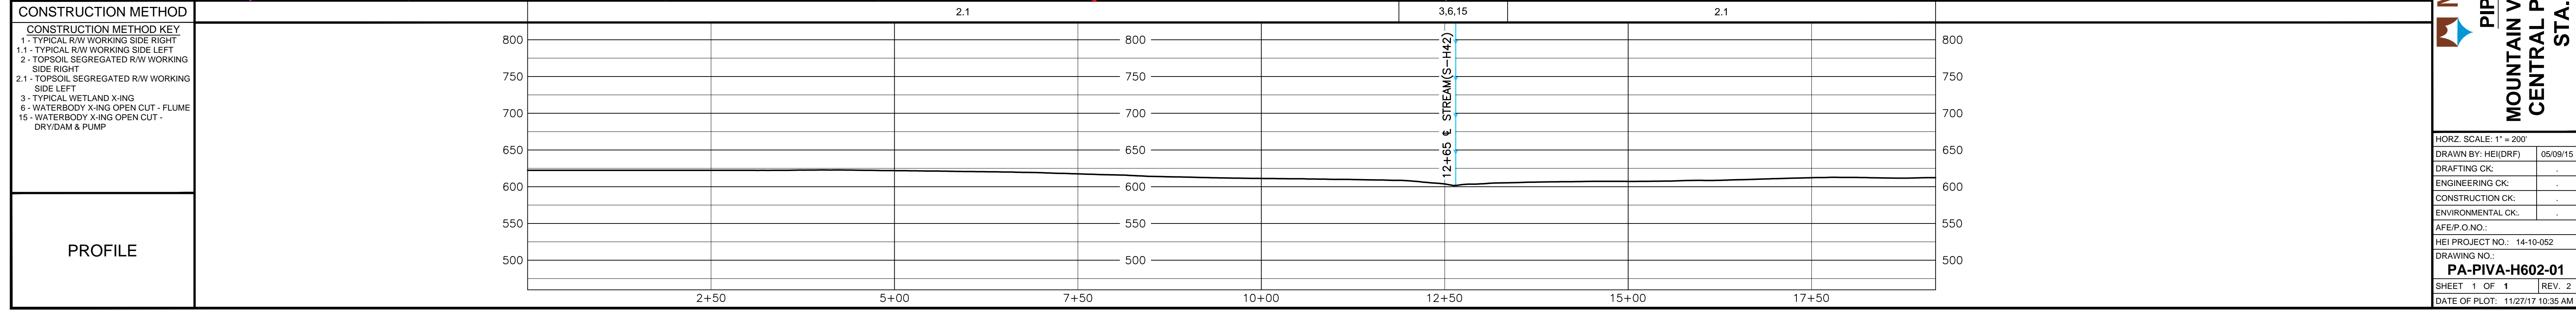 CONSTRUCTION METHOD
2.1
3,6,15
2.1
CONSTRUCTION METHOD KEY
1 - TYPICAL R/W WORKING SIDE RIGHT
1.1 - TYPICAL R/W WORKING SIDE LEFT
2 - TOPSOIL SEGREGATED R/W WORKING
SIDE RIGHT
2.1 - TOPSOIL SEGREGATED R/W WORKING
SIDE LEFT
3 - TYPICAL WETLAND X-ING
6 - WATERBODY X-ING OPEN CUT - FLUME
15 - WATERBODY X-ING OPEN CUT -
DRY/DAM & PUMP
PROFILE
800 800 800
750 750 750
700 700 700
650 650 650
600 600 600
550 550 550
500 500 500
12+65 ℄ STREAM(S-H42)
2+50 5+00 7+50 10+00 12+50 15+00 17+50
PIP
MOUNTAIN V
CENTRAL P
STA.
HORZ. SCALE: 1" = 200'
DRAWN BY: HEI(DRF) 05/09/15
DRAFTING CK: .
ENGINEERING CK: .
CONSTRUCTION CK: .
ENVIRONMENTAL CK:. .
AFE/P.O.NO.:
HEI PROJECT NO.: 14-10-052
DRAWING NO.:
PA-PIVA-H602-01
SHEET 1 OF 1 REV. 2
DATE OF PLOT: 11/27/17 10:35 AM